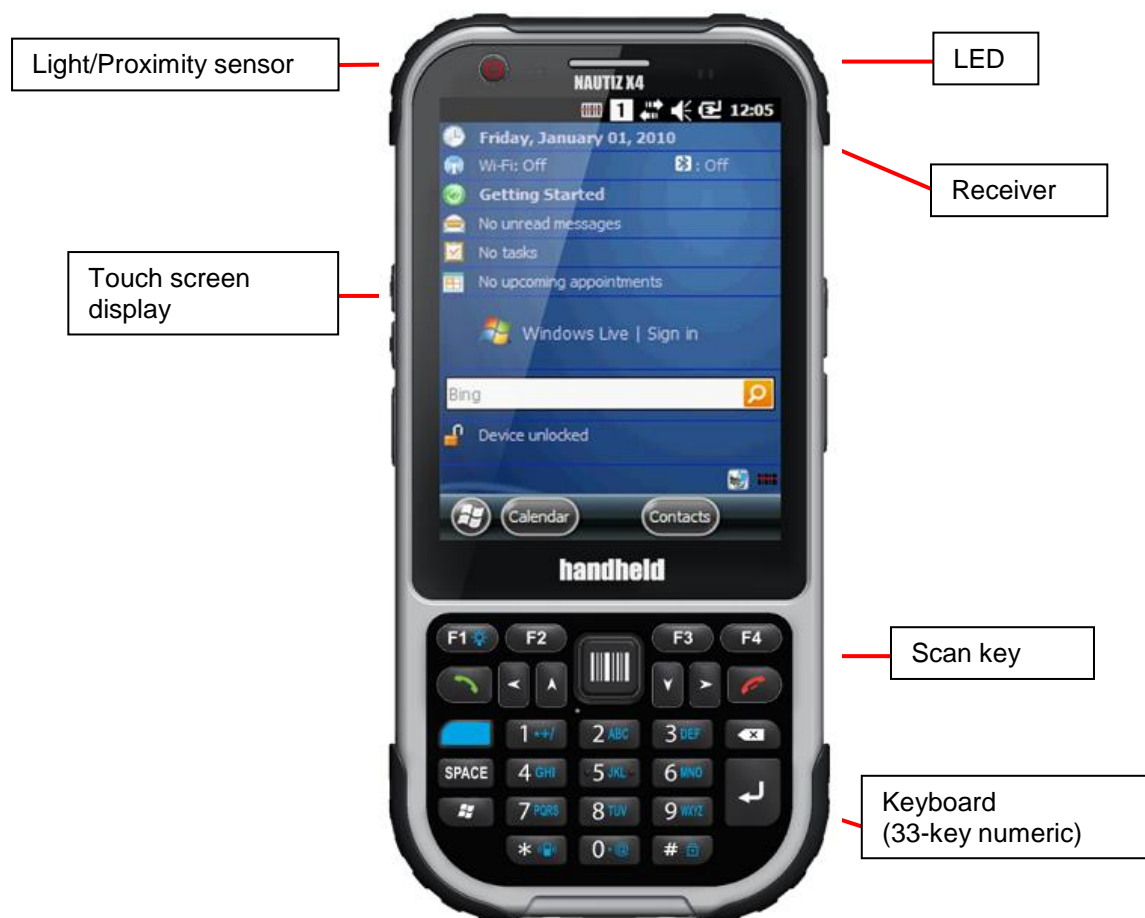 Light/Proximity sensor
LED
NAUTIZ X4
1 12:05
Friday, January 01, 2010
Wi-Fi: Off : Off
Receiver
Getting Started
No unread messages
No tasks
Touch screen
display
No upcoming appointments
Windows Live | Sign in
Bing
Device unlocked
Calendar Contacts
handheld
F1 F2 F3 F4
Scan key
1 *+/ 2 ABC 3 DEF
SPACE 4 GHI 5 JKL 6 MNO
7 PQRS 8 TUV 9 WXYZ
* 0 · @ #
Keyboard
(33-key numeric)